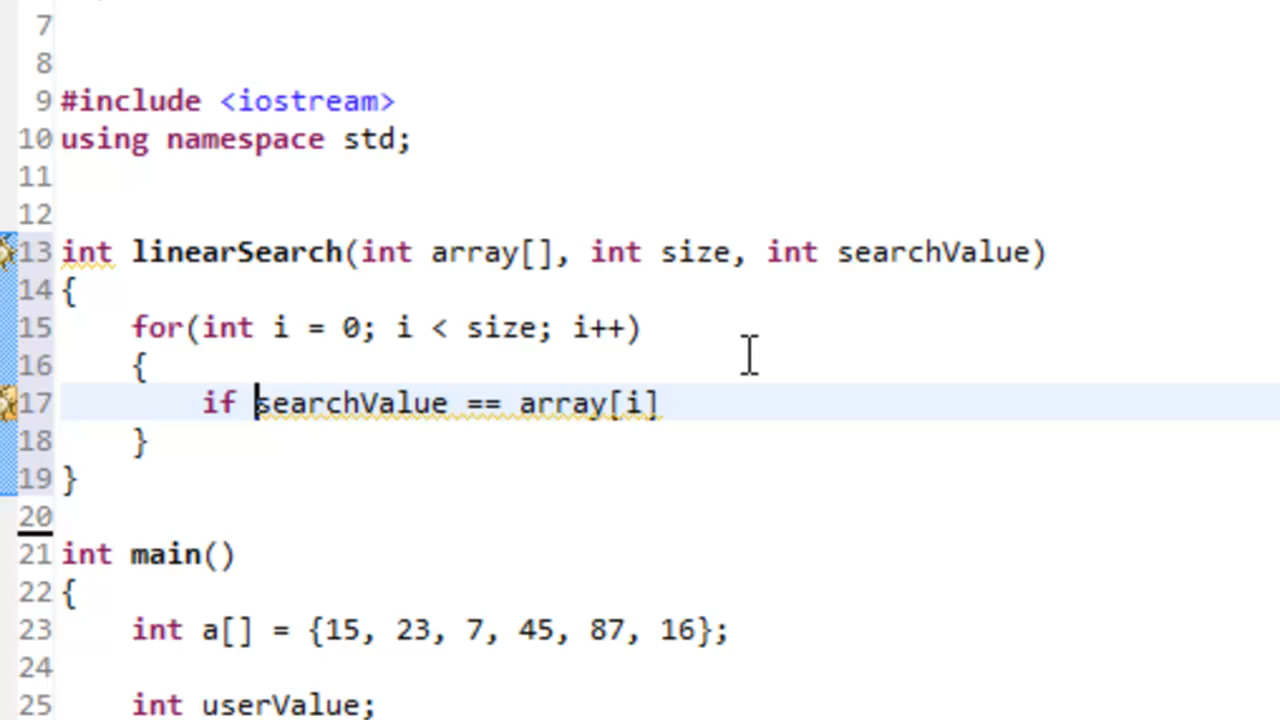 7
8
9 #include <iostream>
10 using namespace std;
11
12
13 int linearSearch(int array[], int size, int searchValue)
14 {
15     for(int i = 0; i < size; i++)
16     {
17         if searchValue == array[i]
18     }
19 }
20
21 int main()
22 {
23     int a[] = {15, 23, 7, 45, 87, 16};
24
25     int userValue;